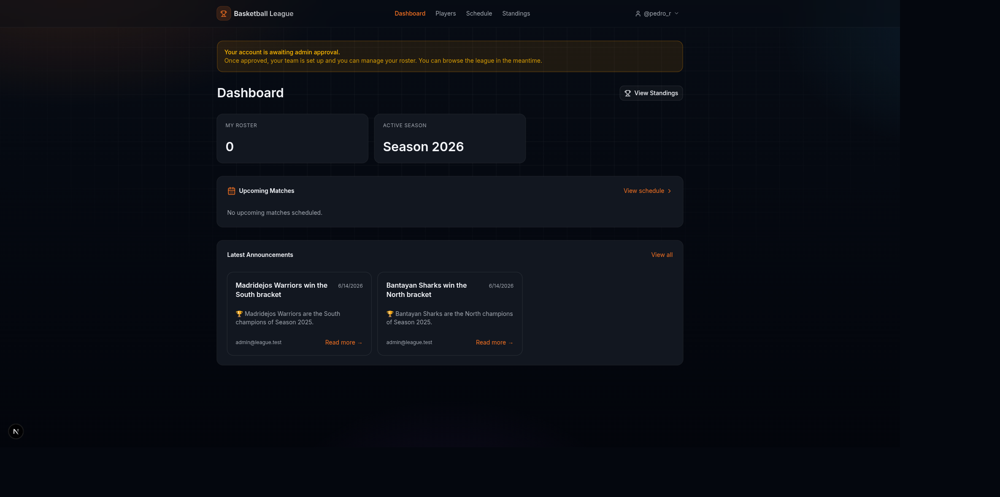 Basketball League
Dashboard Players Schedule Standings
@pedro_r
Your account is awaiting admin approval.
Once approved, your team is set up and you can manage your roster. You can browse the league in the meantime.
Dashboard
View Standings
MY ROSTER
0
ACTIVE SEASON
Season 2026
Upcoming Matches
View schedule
No upcoming matches scheduled.
Latest Announcements
View all
Madridejos Warriors win the
South bracket
6/14/2026
🏆 Madridejos Warriors are the South
champions of Season 2025.
admin@league.test
Read more →
Bantayan Sharks win the
North bracket
6/14/2026
🏆 Bantayan Sharks are the North champions
of Season 2025.
admin@league.test
Read more →
N